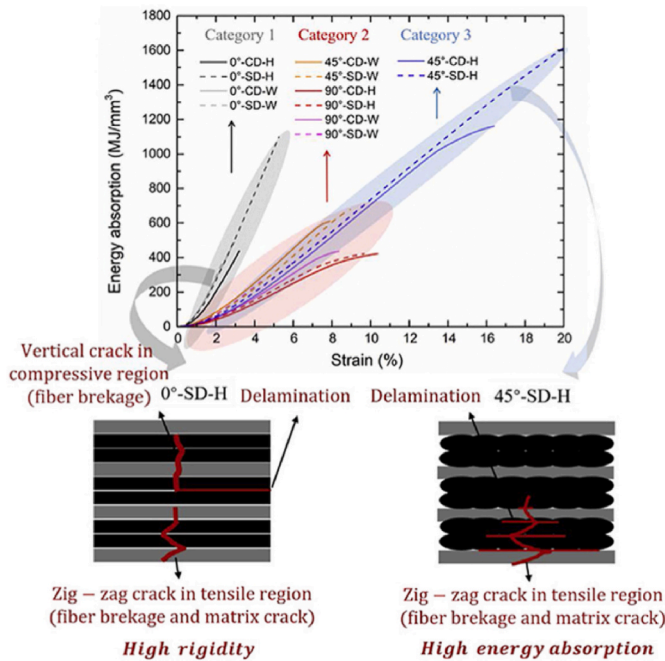 1800
1600
1400
1200
1000
800
600
400
200
0
Energy absorption (MJ/mm³)
Category 1
0°-CD-H
0°-SD-H
0°-CD-W
0°-SD-W
Category 2
45°-CD-W
45°-SD-W
90°-CD-H
90°-SD-H
90°-CD-W
90°-SD-W
Category 3
45°-CD-H
45°-SD-H
0 2 4 6 8 10 12 14 16 18 20
Strain (%)
Vertical crack in
compressive region
(fiber brekage)
0°-SD-H
Delamination
Delamination
45°-SD-H
Zig – zag crack in tensile region
(fiber brekage and matrix crack)
High rigidity
Zig – zag crack in tensile region
(fiber brekage and matrix crack)
High energy absorption